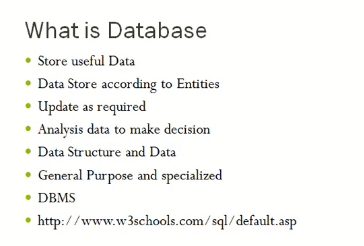 What is Database
• Store useful Data
• Data Store according to Entities
• Update as required
• Analysis data to make decision
• Data Structure and Data
• General Purpose and specialized
• DBMS
• http://www.w3schools.com/sql/default.asp